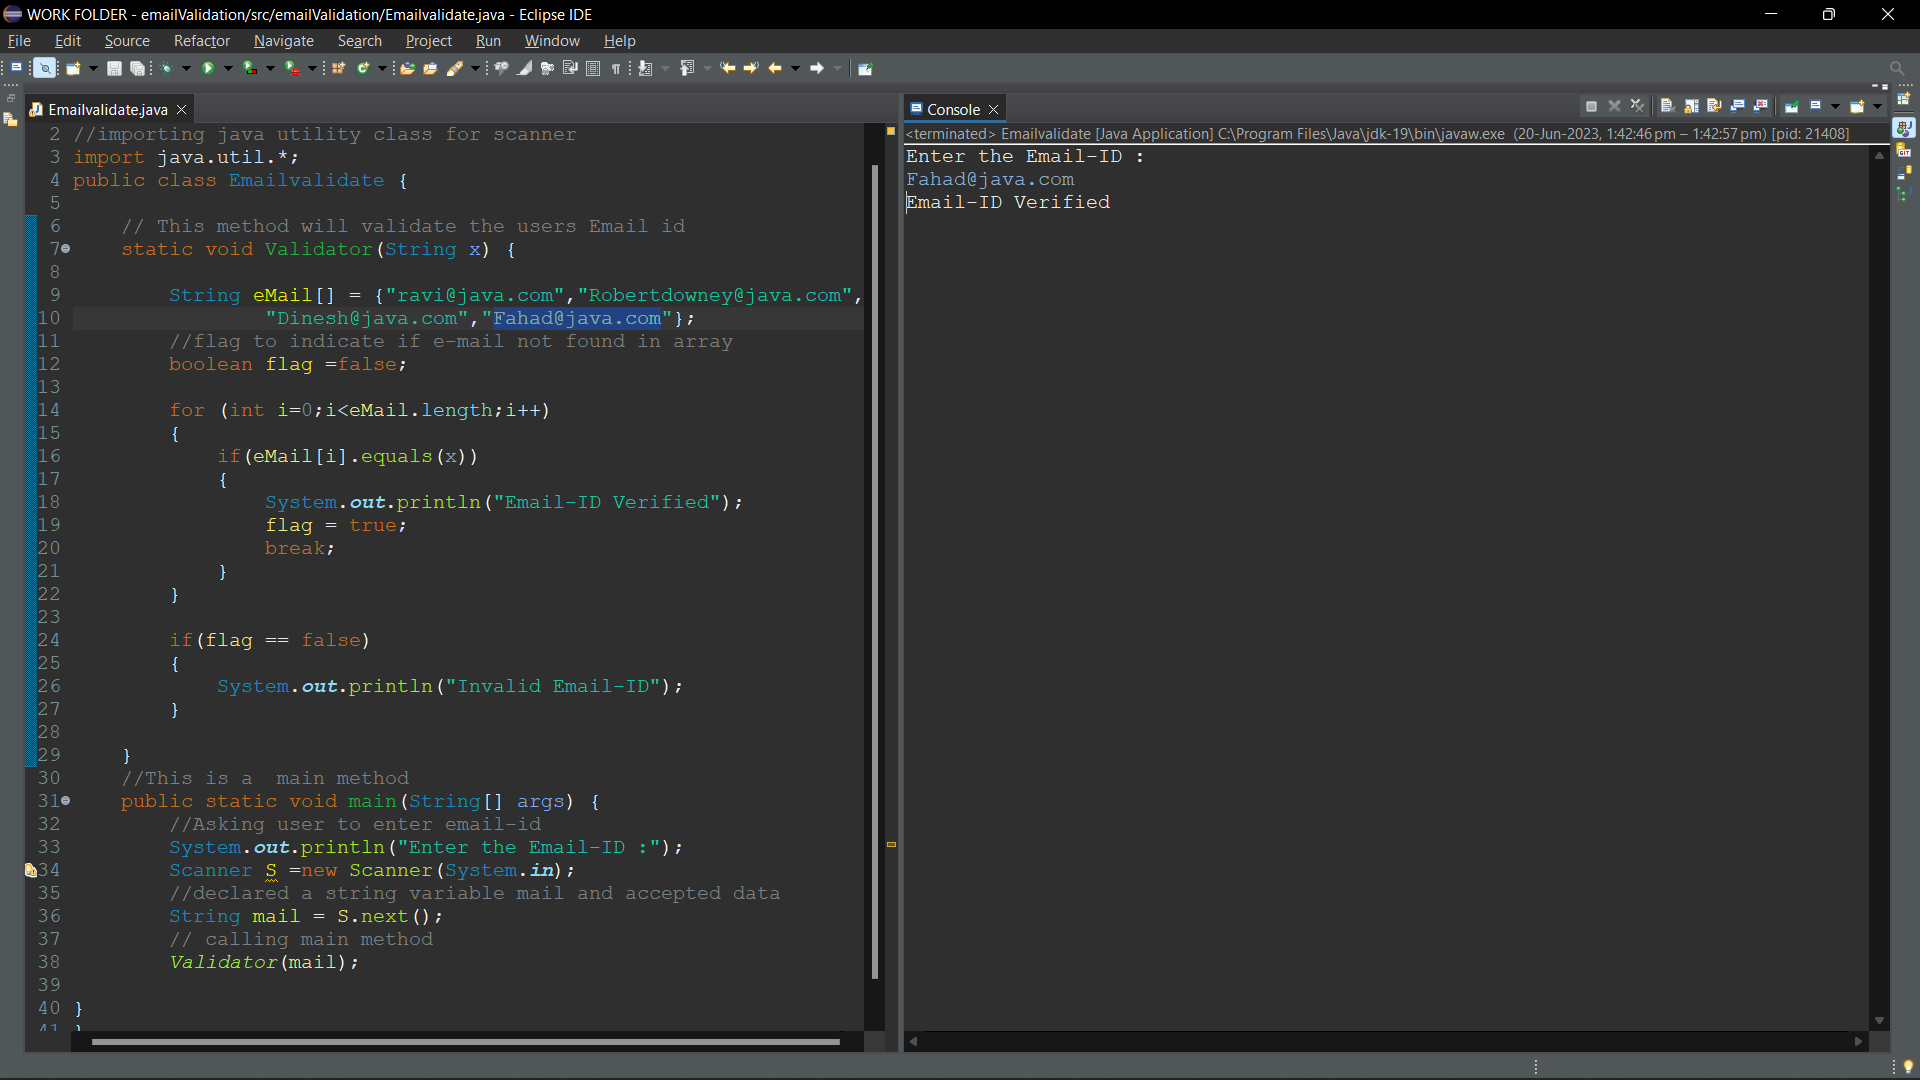 WORK FOLDER - emailValidation/src/emailValidation/Emailvalidate.java - Eclipse IDE
File Edit Source Refactor Navigate Search Project Run Window Help
Emailvalidate.java
2 //importing java utility class for scanner
3 import java.util.*;
4 public class Emailvalidate {
5
6 // This method will validate the users Email id
7 static void Validator(String x) {
8
9 String eMail[] = {"ravi@java.com","Robertdowney@java.com",
10 "Dinesh@java.com","Fahad@java.com"};
11 //flag to indicate if e-mail not found in array
12 boolean flag =false;
13
14 for (int i=0;i<eMail.length;i++)
15 {
16 if(eMail[i].equals(x))
17 {
18 System.out.println("Email-ID Verified");
19 flag = true;
20 break;
21 }
22 }
23
24 if(flag == false)
25 {
26 System.out.println("Invalid Email-ID");
27 }
28
29 }
30 //This is a  main method
31 public static void main(String[] args) {
32 //Asking user to enter email-id
33 System.out.println("Enter the Email-ID :");
34 Scanner S =new Scanner(System.in);
35 //declared a string variable mail and accepted data
36 String mail = S.next();
37 // calling main method
38 Validator(mail);
39
40 }
41 }
Console
<terminated> Emailvalidate [Java Application] C:\Program Files\Java\jdk-19\bin\javaw.exe (20-Jun-2023, 1:42:46 pm – 1:42:57 pm) [pid: 21408]
Enter the Email-ID :
Fahad@java.com
Email-ID Verified